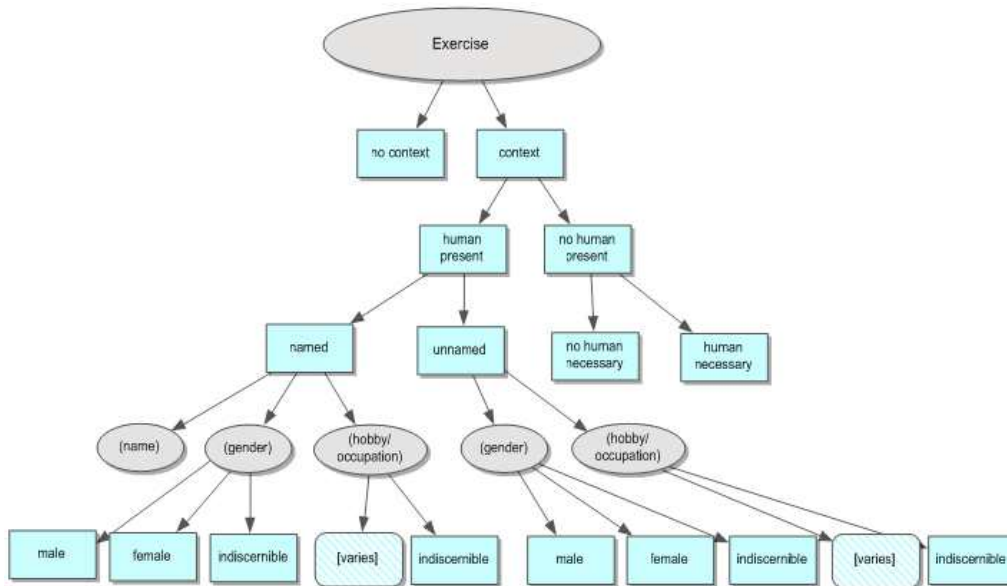 Exercise
no context
context
human
present
no human
present
named
unnamed
no human
necessary
human
necessary
(name)
(gender)
(hobby/
occupation)
(gender)
(hobby/
occupation)
male
female
indiscernible
[varies]
indiscernible
male
female
indiscernible
[varies]
indiscernible